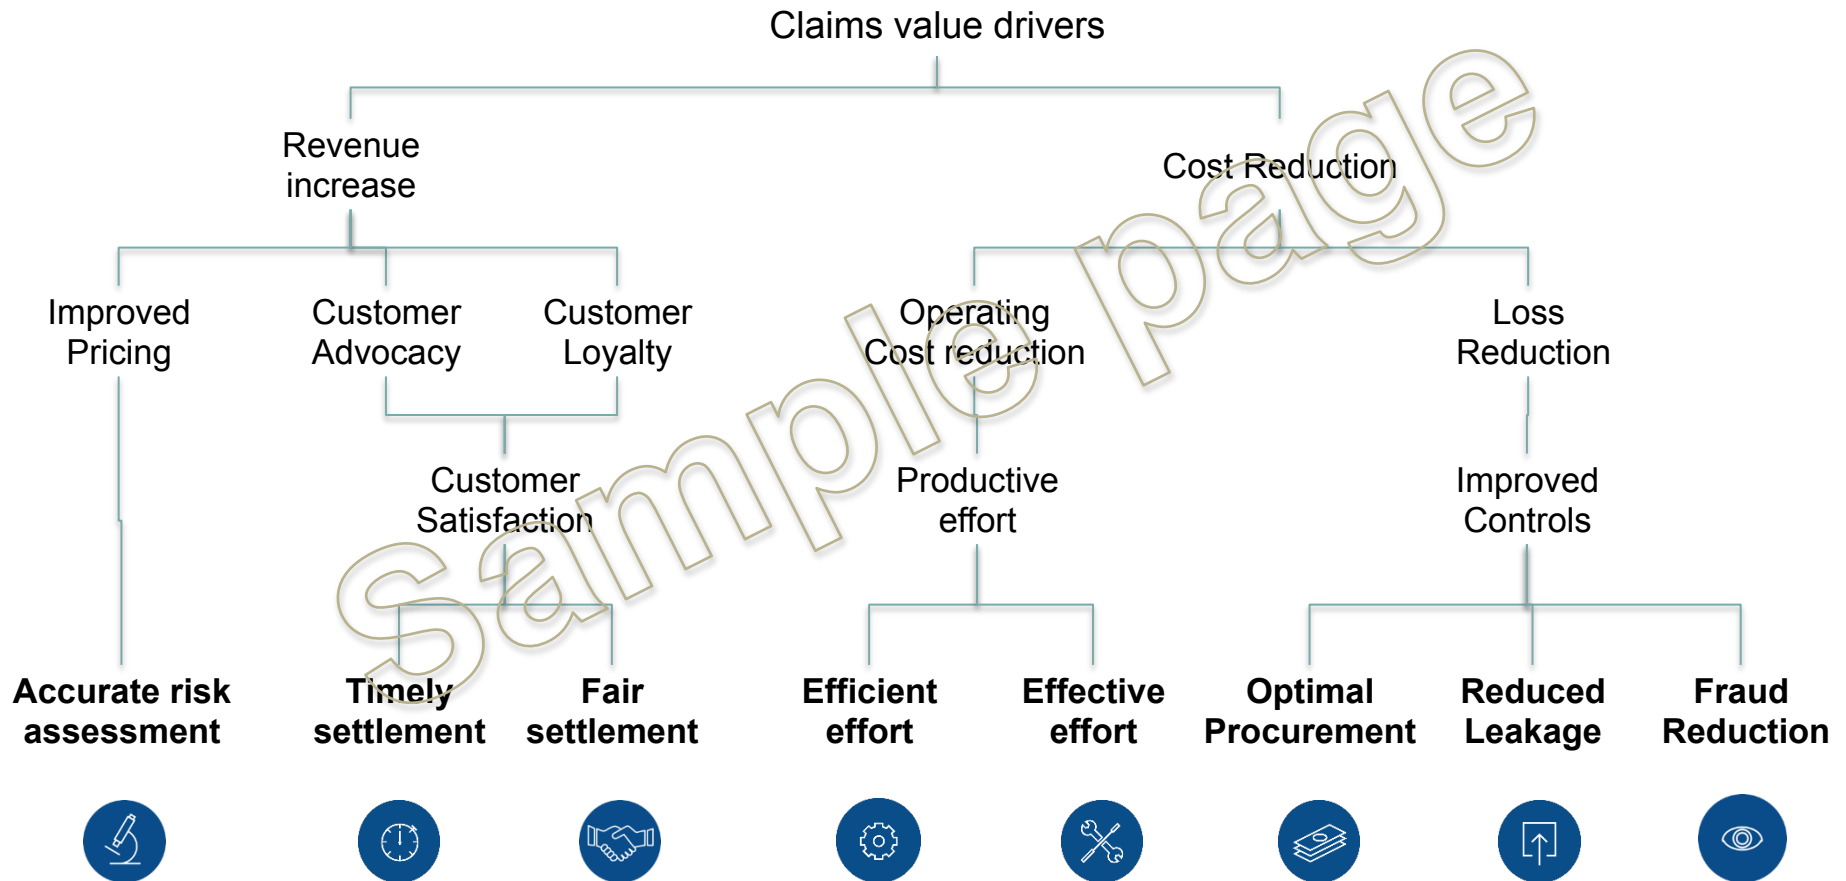 Claims value drivers
Revenue
increase
Cost Reduction
Improved
Pricing
Customer
Advocacy
Customer
Loyalty
Operating
Cost reduction
Loss
Reduction
Customer
Satisfaction
Productive
effort
Improved
Controls
Accurate risk
assessment
Timely
settlement
Fair
settlement
Efficient
effort
Effective
effort
Optimal
Procurement
Reduced
Leakage
Fraud
Reduction
Sample page